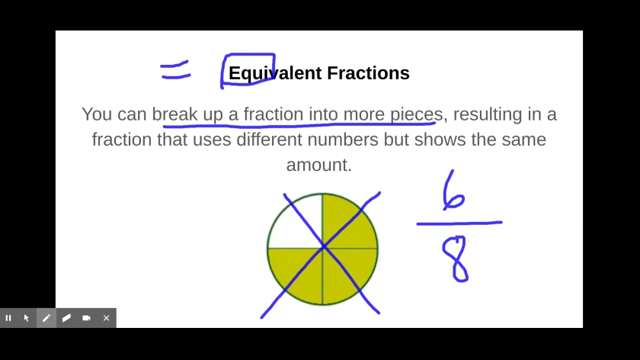 = Equivalent Fractions
You can break up a fraction into more pieces, resulting in a
fraction that uses different numbers but shows the same
amount.
6
8